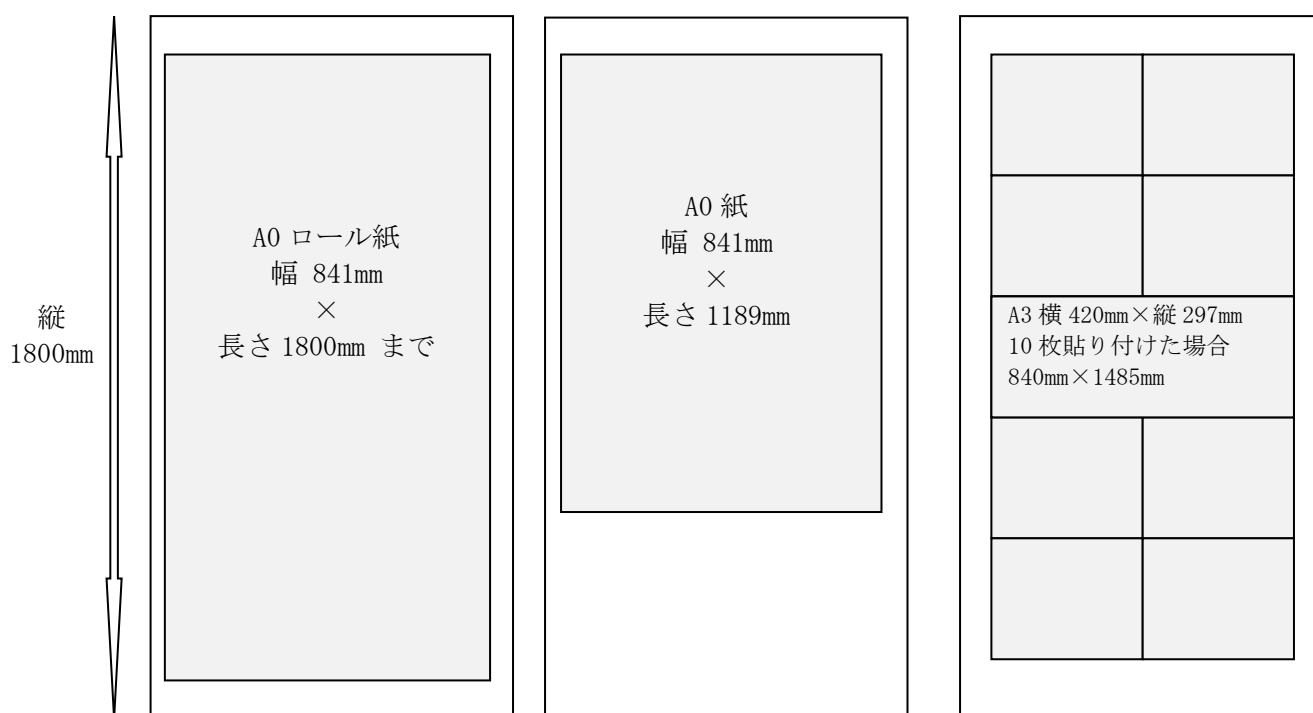 縦
1800mm
A0 ロール紙
幅 841mm
×
長さ 1800mm まで
A0 紙
幅 841mm
×
長さ 1189mm
A3 横 420mm×縦 297mm
10 枚貼り付けた場合
840mm×1485mm